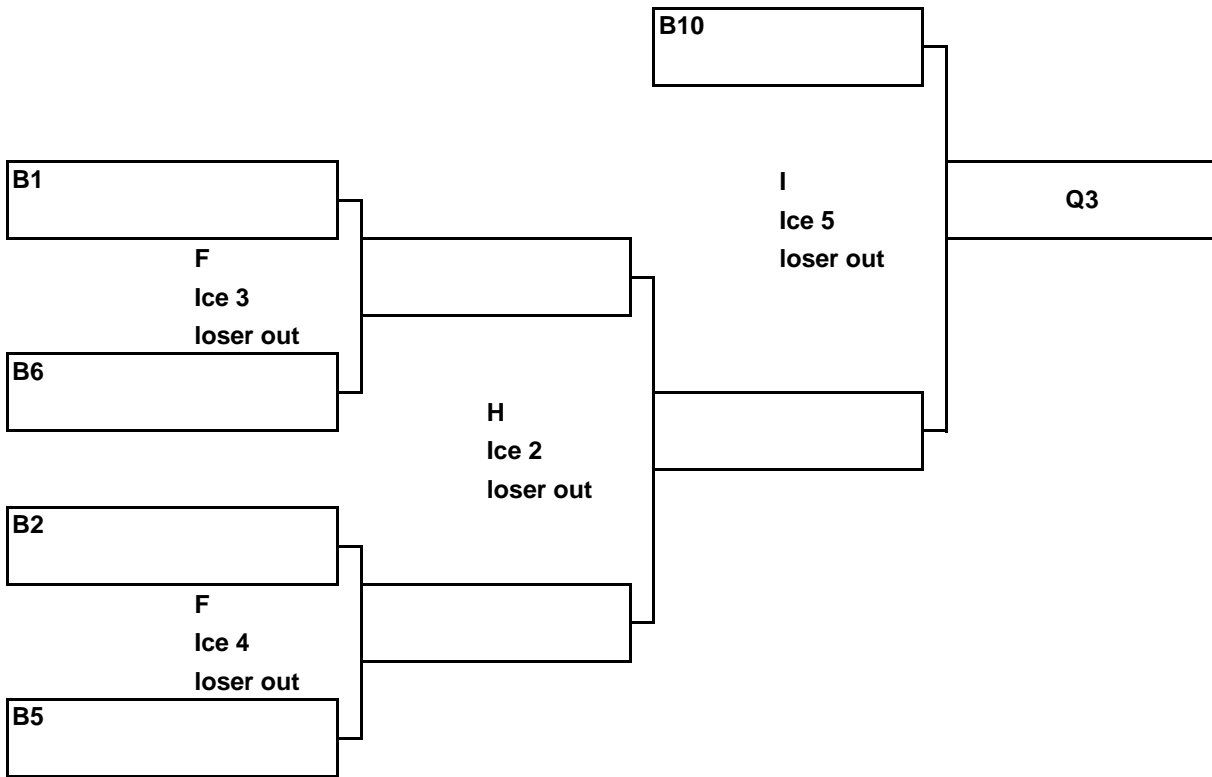 B10
B1
I
Ice 5
loser out
Q3
F
Ice 3
loser out
B6
H
Ice 2
loser out
B2
F
Ice 4
loser out
B5